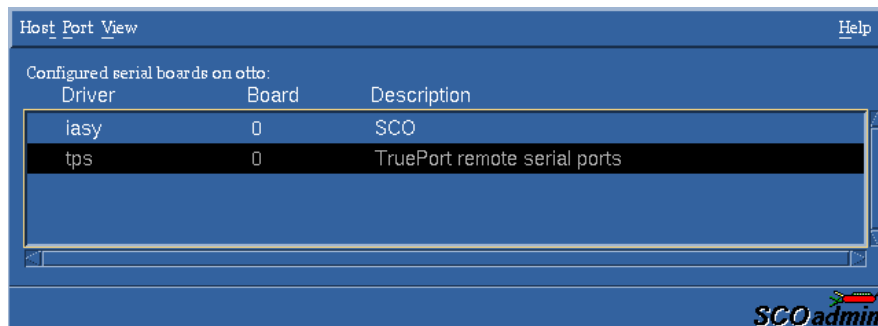 Host Port View Help
Configured serial boards on otto:
Driver Board Description
iasy 0 SCO
tps 0 TruePort remote serial ports
SCOadmin